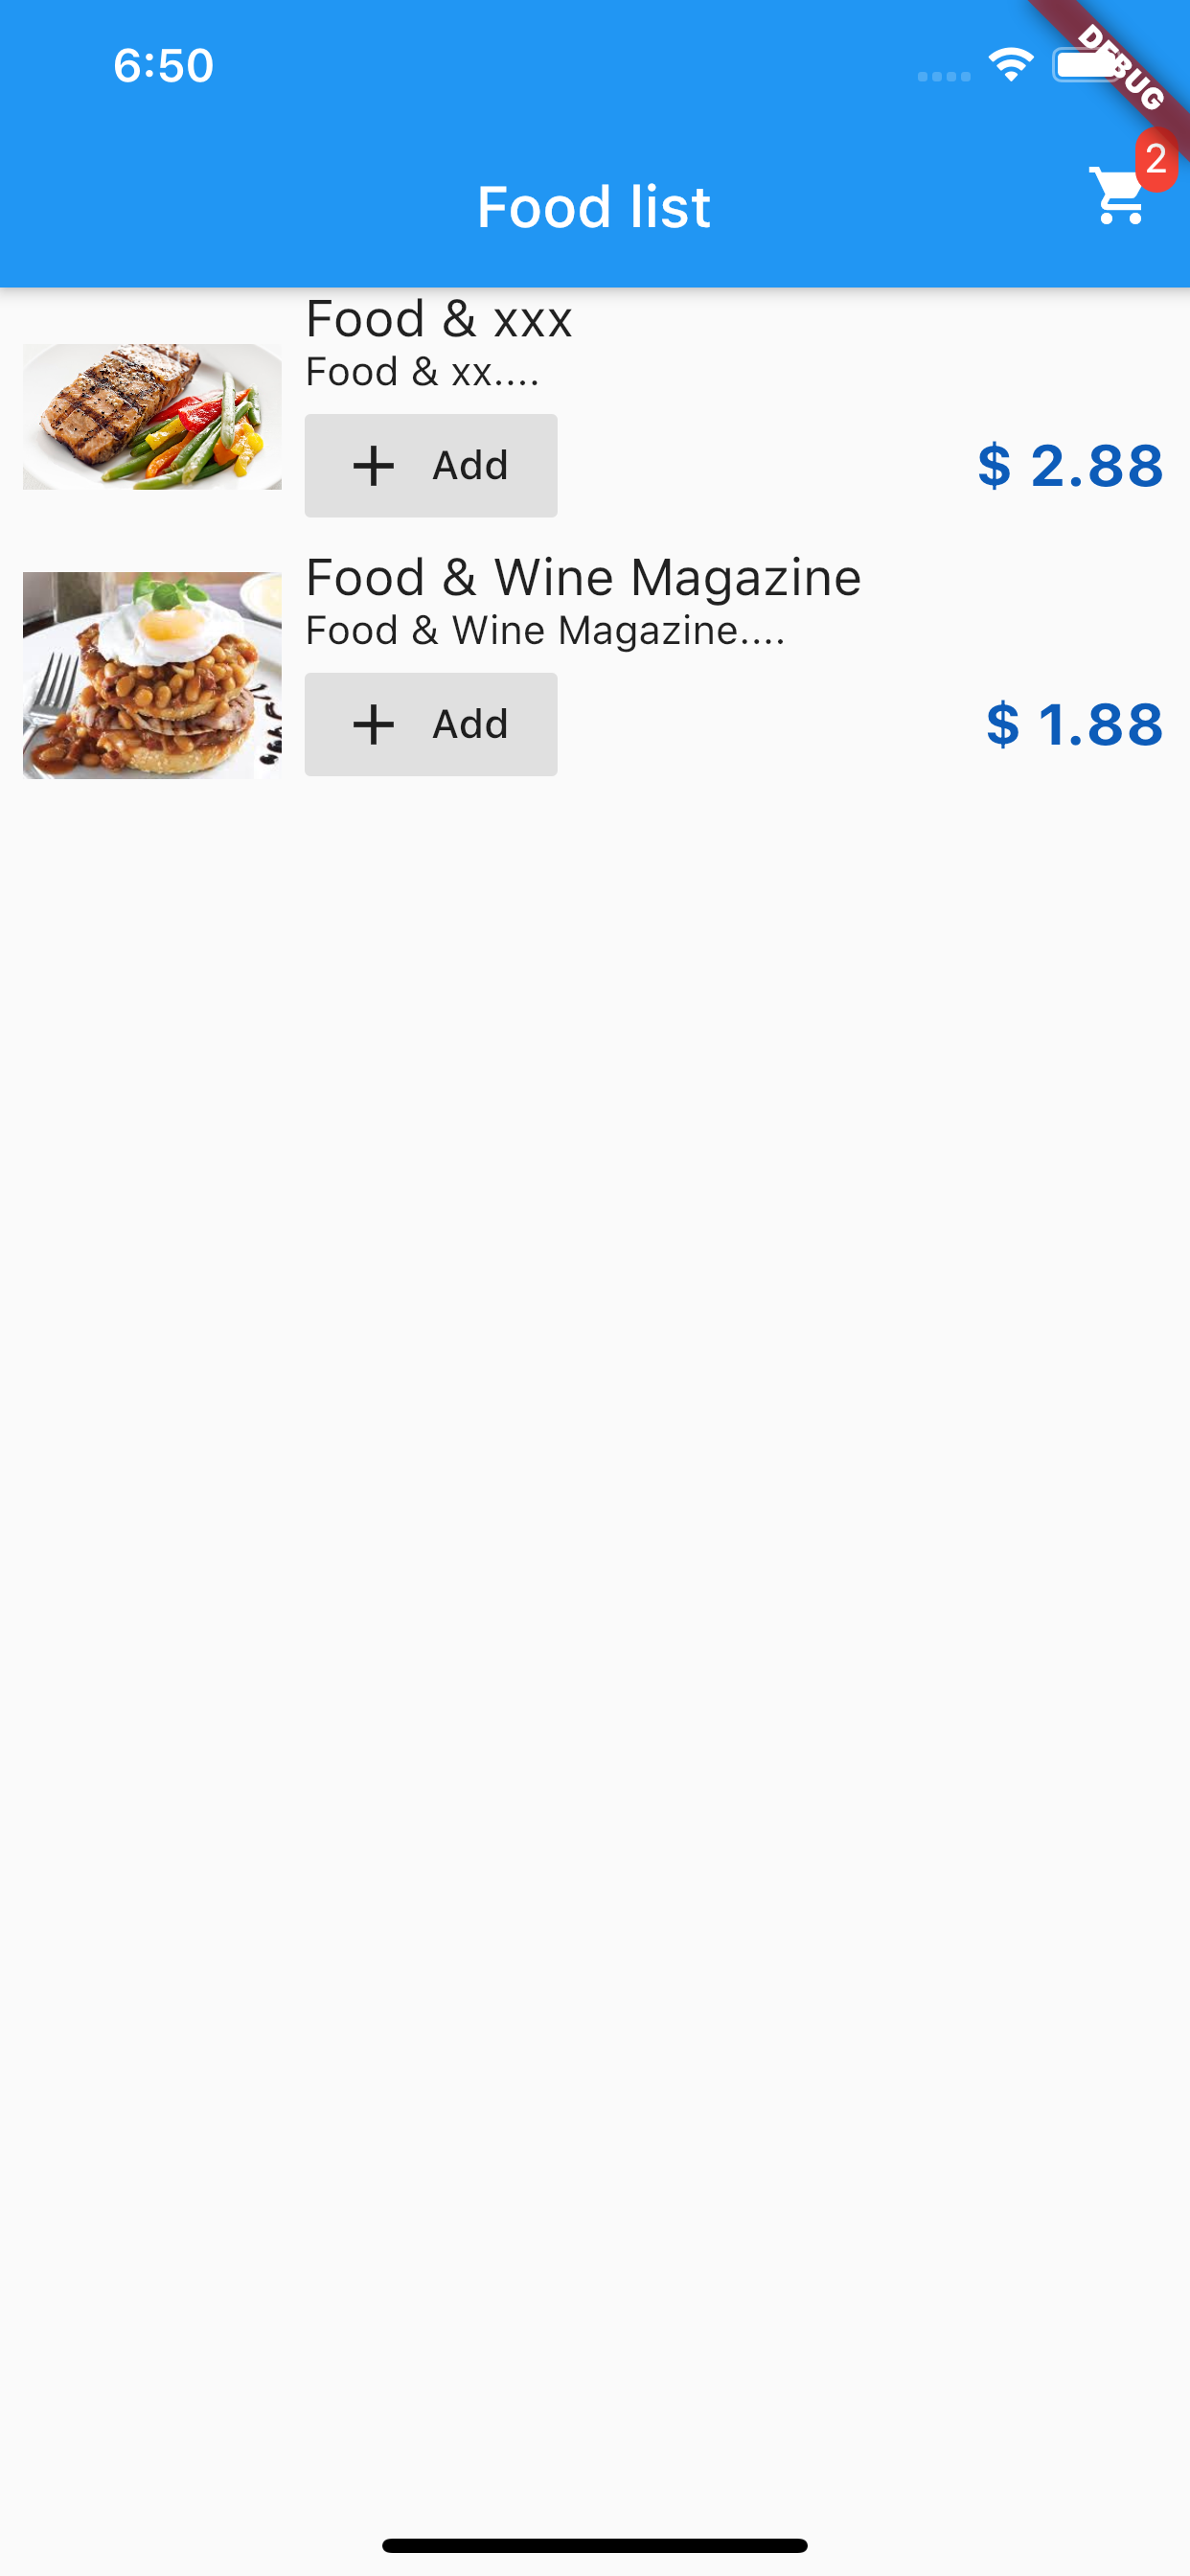 6:50
DEBUG
2
Food list
Food & xxx
Food & xx....
Add
$ 2.88
Food & Wine Magazine
Food & Wine Magazine....
Add
$ 1.88